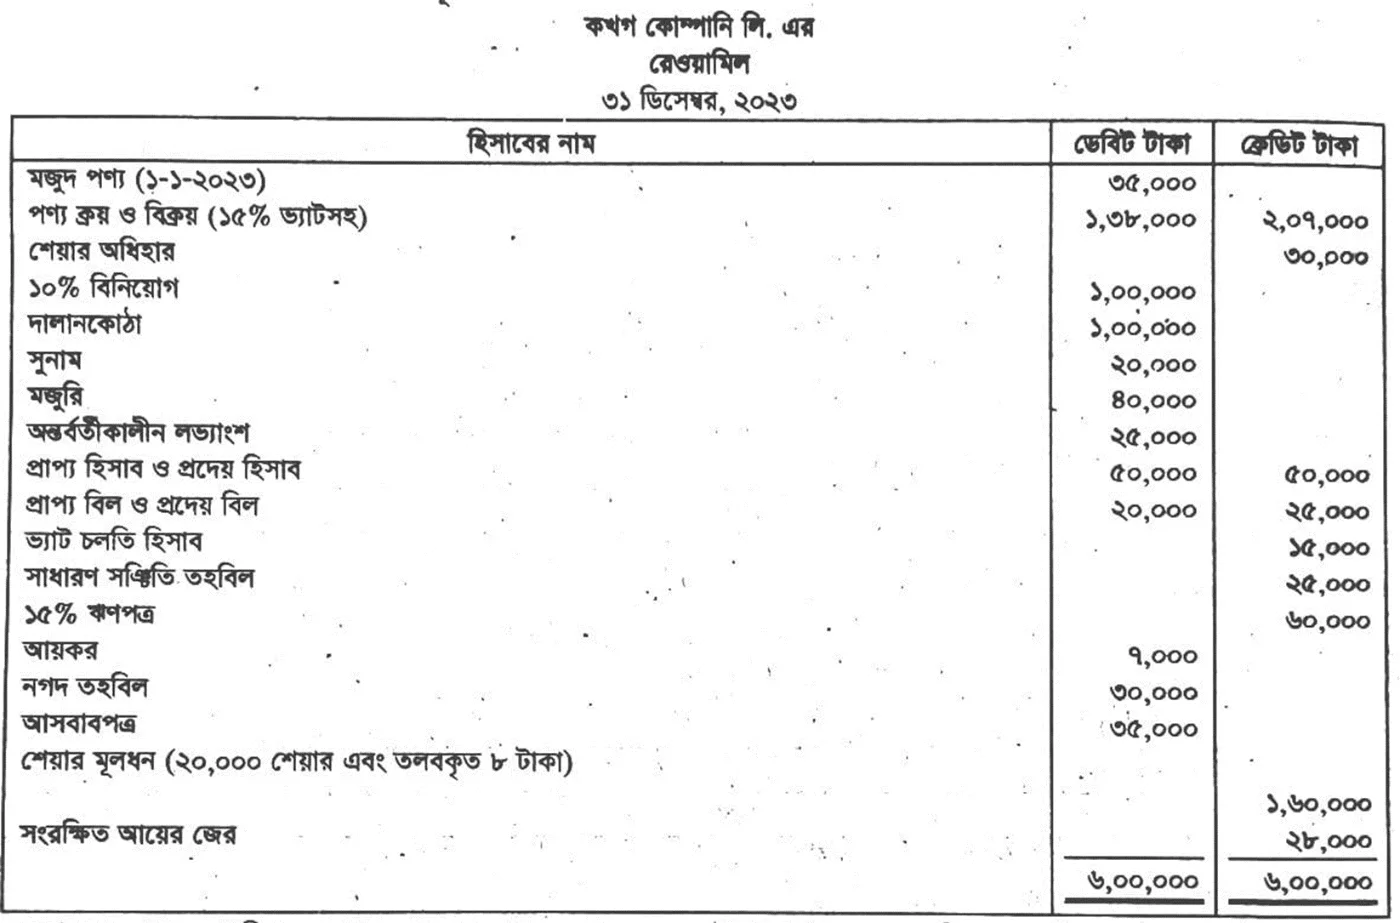 কখগ কোম্পানি লি. এর
রেওয়ামিল
৩১ ডিসেম্বর, ২০২৩
হিসাবের নাম ডেবিট টাকা ক্রেডিট টাকা
মজুদ পণ্য (১-১-২০২৩) ৩৫,০০০
পণ্য ক্রয় ও বিক্রয় (১৫% ভ্যাটসহ) ১,৩৮,০০০ ২,০৭,০০০
শেয়ার অধিহার ৩০,০০০
১০% বিনিয়োগ ১,০০,০০০
দালানকোঠা ১,০০,০০০
সুনাম ২০,০০০
মজুরি ৪০,০০০
অন্তর্বর্তীকালীন লভ্যাংশ ২৫,০০০
প্রাপ্য হিসাব ও প্রদেয় হিসাব ৫০,০০০ ৫০,০০০
প্রাপ্য বিল ও প্রদেয় বিল ২০,০০০ ২৫,০০০
ভ্যাট চলতি হিসাব ১৫,০০০
সাধারণ সঞ্চিতি তহবিল ২৫,০০০
১৫% ঋণপত্র ৬০,০০০
আয়কর ৭,০০০
নগদ তহবিল ৩০,০০০
আসবাবপত্র ৩৫,০০০
শেয়ার মূলধন (২০,০০০ শেয়ার এবং তলবকৃত ৮ টাকা)
১,৬০,০০০
সংরক্ষিত আয়ের জের ২৮,০০০
৬,০০,০০০ ৬,০০,০০০